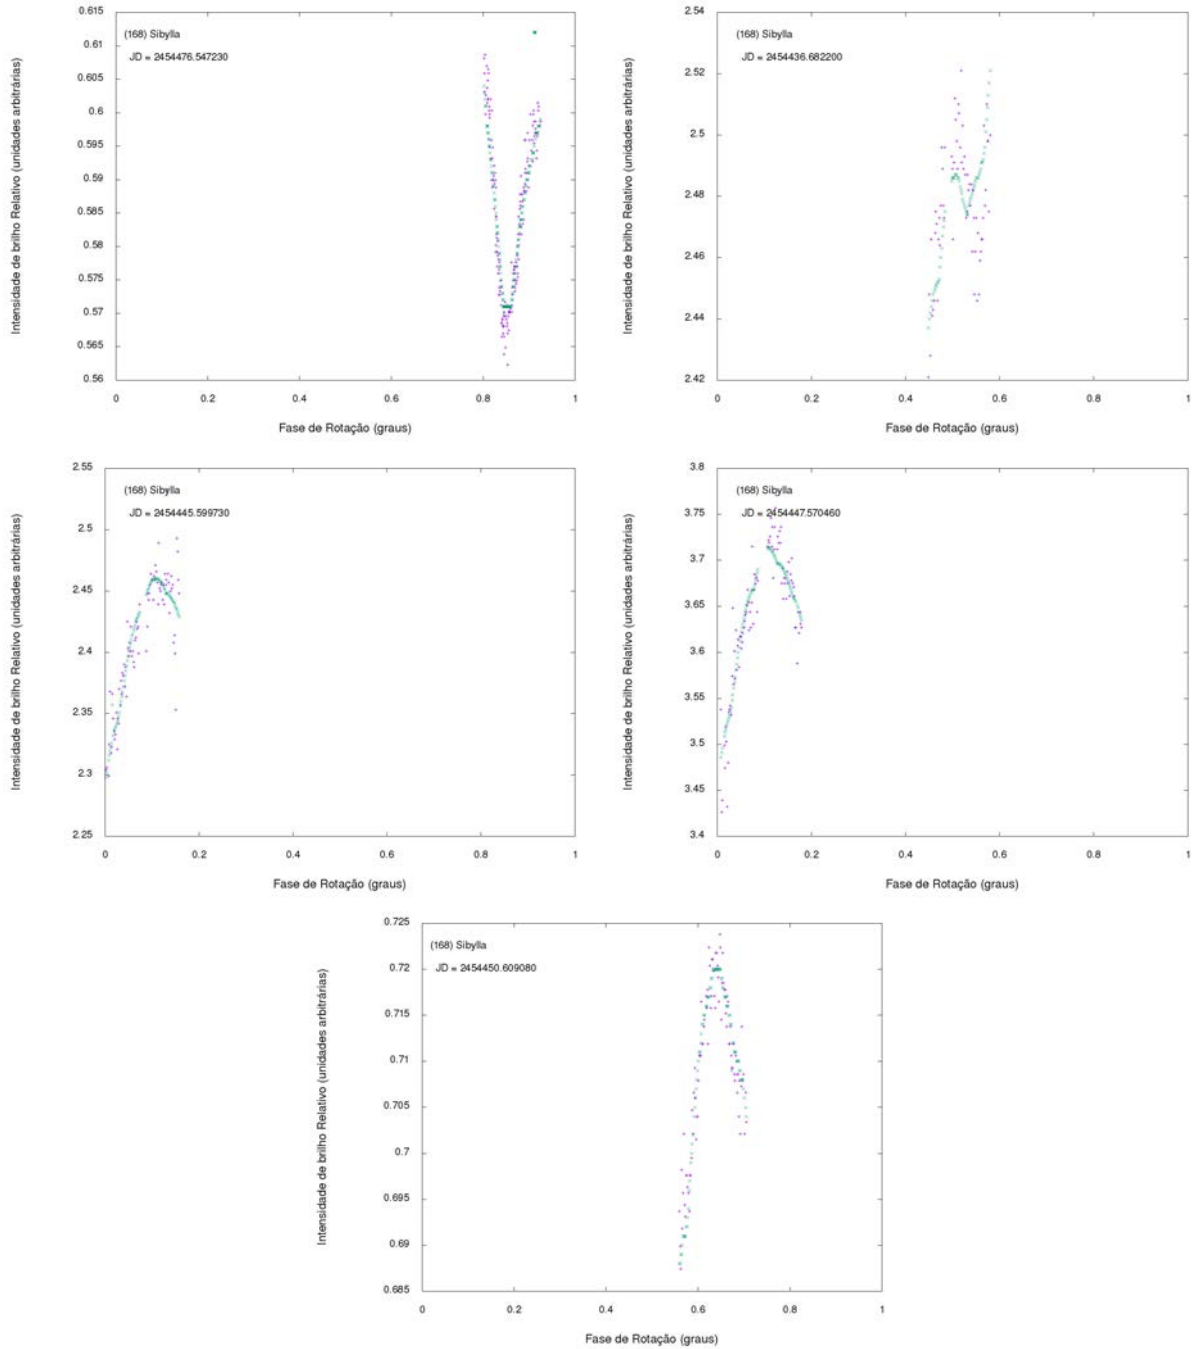 0.615
0.61
0.605
0.6
0.595
0.59
0.585
0.58
0.575
0.57
0.565
0.56
0 0.2 0.4 0.6 0.8 1
Intensidade de brilho Relativo (unidades arbitrárias)
(168) Sibylla
JD = 2454476.547230
Fase de Rotação (graus)
2.54
2.52
2.5
2.48
2.46
2.44
2.42
0 0.2 0.4 0.6 0.8 1
Intensidade de brilho Relativo (unidades arbitrárias)
(168) Sibylla
JD = 2454436.682200
Fase de Rotação (graus)
2.55
2.5
2.45
2.4
2.35
2.3
2.25
0 0.2 0.4 0.6 0.8 1
Intensidade de brilho Relativo (unidades arbitrárias)
(168) Sibylla
JD = 2454445.599730
Fase de Rotação (graus)
3.8
3.75
3.7
3.65
3.6
3.55
3.5
3.45
3.4
0 0.2 0.4 0.6 0.8 1
Intensidade de brilho Relativo (unidades arbitrárias)
(168) Sibylla
JD = 2454447.570460
Fase de Rotação (graus)
0.725
0.72
0.715
0.71
0.705
0.7
0.695
0.69
0.685
0 0.2 0.4 0.6 0.8 1
Intensidade de brilho Relativo (unidades arbitrárias)
(168) Sibylla
JD = 2454450.609080
Fase de Rotação (graus)